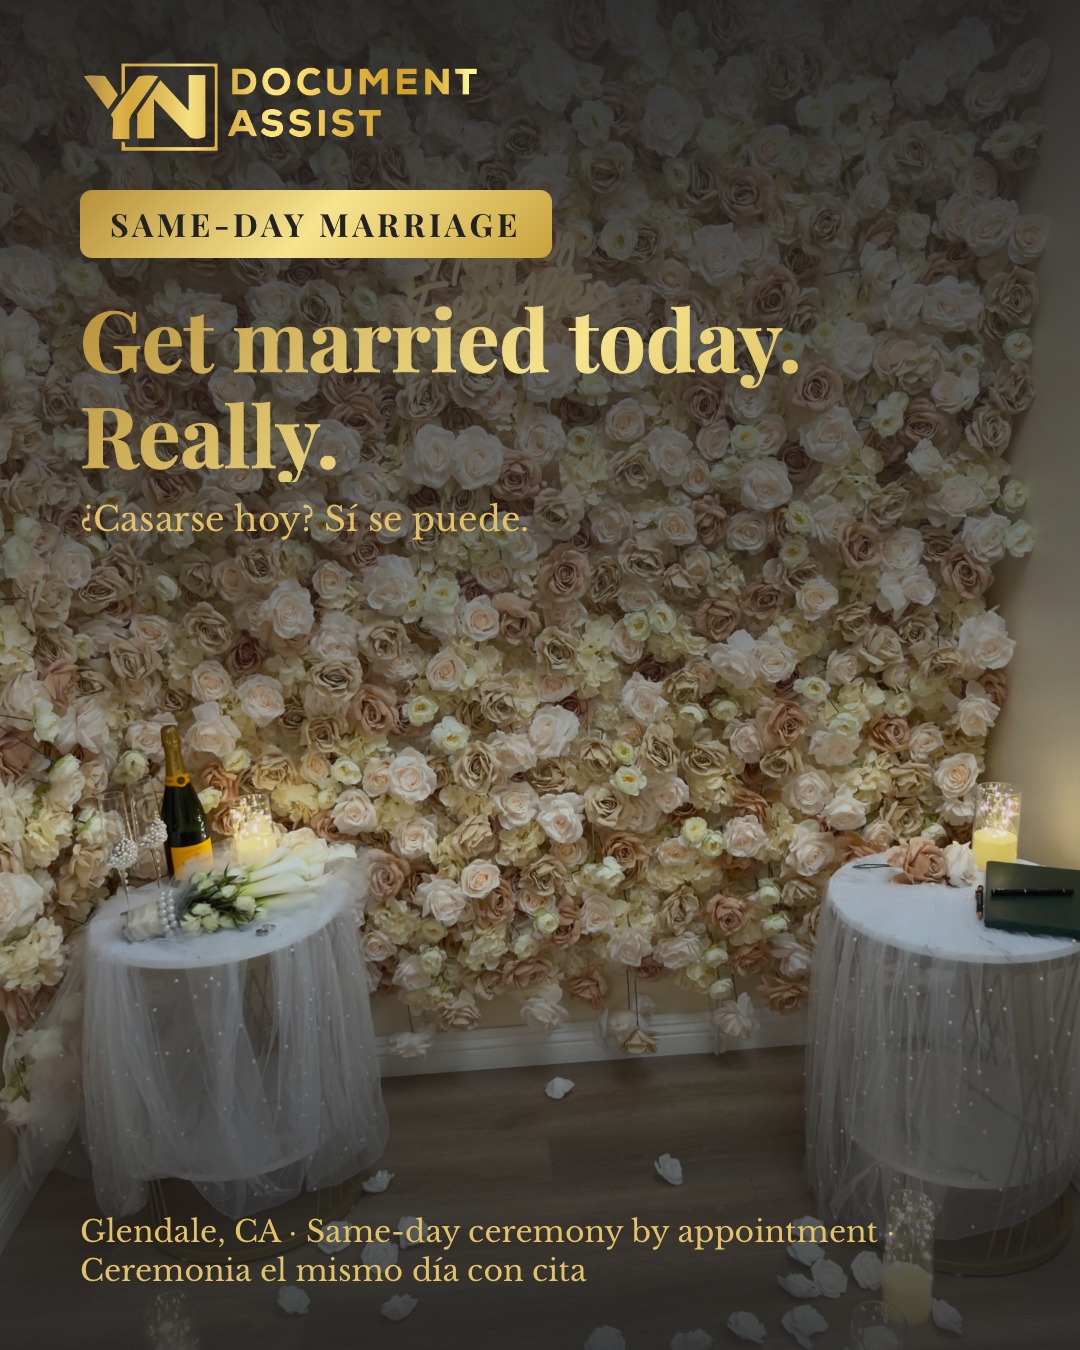 YN DOCUMENT
ASSIST
SAME-DAY MARRIAGE
Get married today.
Really.
¿Casarse hoy? Sí se puede.
Glendale, CA · Same-day ceremony by appointment ·
Ceremonia el mismo día con cita